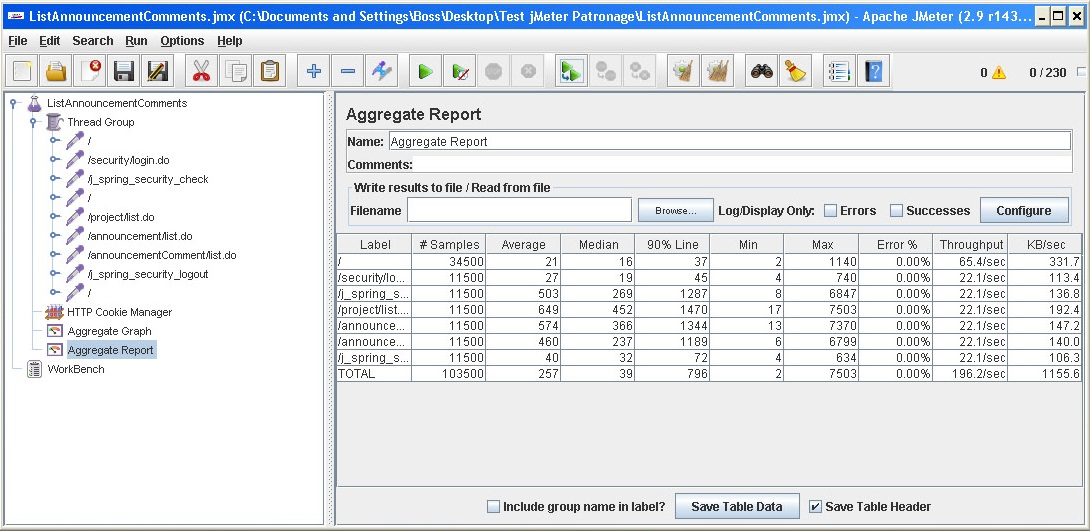 ListAnnouncementComments.jmx (C:\Documents and Settings\Boss\Desktop\Test jMeter Patronage\ListAnnouncementComments.jmx) - Apache JMeter (2.9 r143...
File Edit Search Run Options Help
0 0 / 230
ListAnnouncementComments
Thread Group
/
/security/login.do
/j_spring_security_check
/
/project/list.do
/announcement/list.do
/announcementComment/list.do
/j_spring_security_logout
/
HTTP Cookie Manager
Aggregate Graph
Aggregate Report
WorkBench
Aggregate Report
Name: Aggregate Report
Comments:
Write results to file / Read from file
Filename Browse... Log/Display Only: Errors Successes Configure
Label # Samples Average Median 90% Line Min Max Error % Throughput KB/sec
/ 34500 21 16 37 2 1140 0.00% 65.4/sec 331.7
/security/lo... 11500 27 19 45 4 740 0.00% 22.1/sec 113.4
/j_spring_s... 11500 503 269 1287 8 6847 0.00% 22.1/sec 136.8
/project/list.... 11500 649 452 1470 17 7503 0.00% 22.1/sec 192.4
/announce... 11500 574 366 1344 13 7370 0.00% 22.1/sec 147.2
/announce... 11500 460 237 1189 6 6799 0.00% 22.1/sec 140.0
/j_spring_s... 11500 40 32 72 4 634 0.00% 22.1/sec 106.3
TOTAL 103500 257 39 796 2 7503 0.00% 196.2/sec 1155.6
Include group name in label? Save Table Data Save Table Header